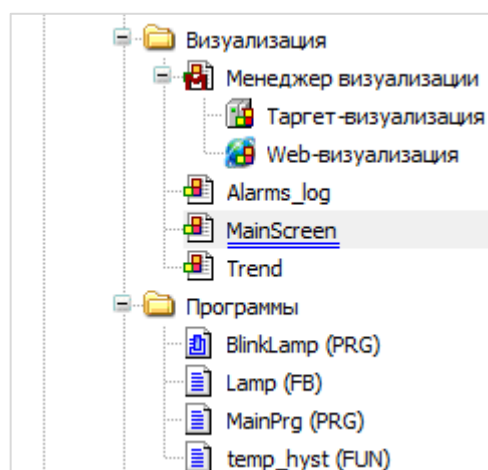 Визуализация
Менеджер визуализации
Таргет-визуализация
Web-визуализация
Alarms_log
MainScreen
Trend
Программы
BlinkLamp (PRG)
Lamp (FB)
MainPrg (PRG)
temp_hyst (FUN)